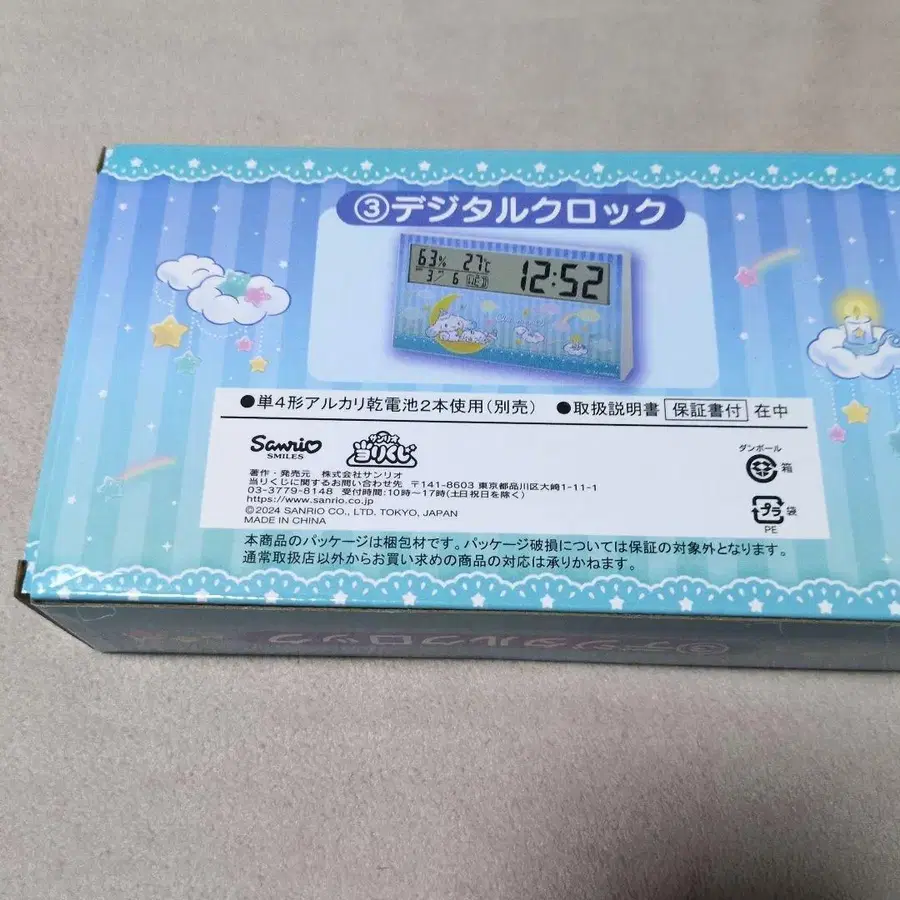 ③デジタルクロック
63% 27℃ 12:52
3/ 6 WED
●単4形アルカリ乾電池2本使用(別売) ●取扱説明書 保証書付 在中
Sanrio
SMILES
サンリオ
当りくじ
著作・発売元 株式会社サンリオ
当りくじに関するお問い合わせ先 〒141-8603 東京都品川区大崎1-11-1
03-3779-8148 受付時間:10時〜17時(土日祝日を除く)
https://www.sanrio.co.jp
©2024 SANRIO CO., LTD. TOKYO, JAPAN
MADE IN CHINA
ダンボール
箱
プラ 袋
PE
本商品のパッケージは梱包材です。パッケージ破損については保証の対象外となります。
通常取扱店以外からお買い求めの商品の対応は承りかねます。
③デジタルクロック